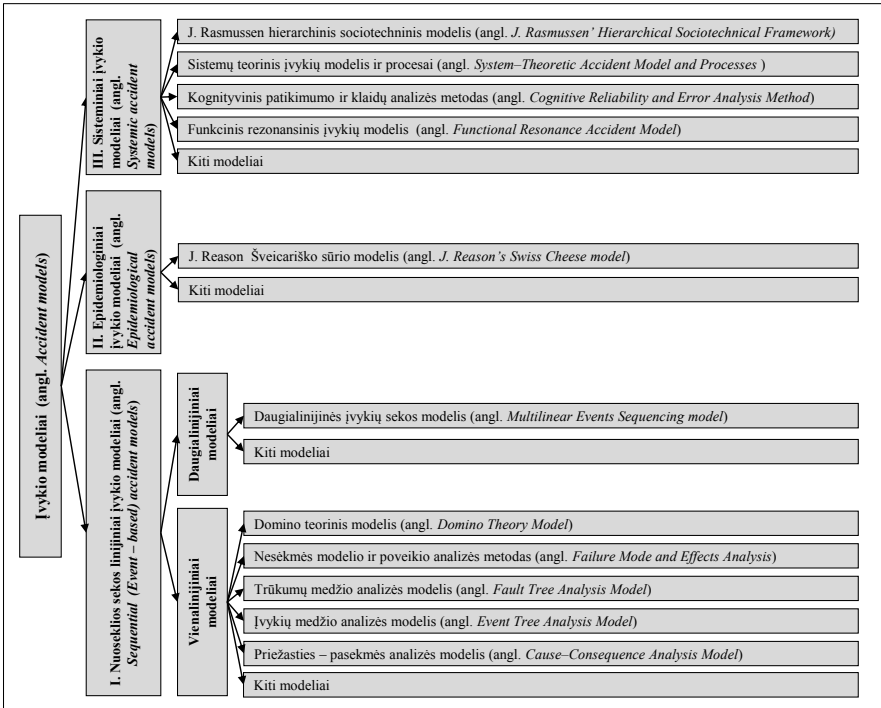 Įvykio modeliai (angl. Accident models)
III. Sisteminiai įvykio
modeliai (angl.
Systemic accident
models)
J. Rasmussen hierarchinis sociotechninis modelis (angl. J. Rasmussen' Hierarchical Sociotechnical Framework)
Sistemų teorinis įvykių modelis ir procesai (angl. System–Theoretic Accident Model and Processes )
Kognityvinis patikimumo ir klaidų analizės metodas (angl. Cognitive Reliability and Error Analysis Method)
Funkcinis rezonansinis įvykių modelis (angl. Functional Resonance Accident Model)
Kiti modeliai
II. Epidemiologiniai
įvykio modeliai (angl.
Epidemiological
accident models)
J. Reason Šveicariško sūrio modelis (angl. J. Reason's Swiss Cheese model)
Kiti modeliai
I. Nuoseklios sekos linijiniai įvykio modeliai (angl.
Sequential (Event – based) accident models)
Daugialinijiniai
modeliai
Daugialinijinės įvykių sekos modelis (angl. Multilinear Events Sequencing model)
Kiti modeliai
Vienalinijiniai
modeliai
Domino teorinis modelis (angl. Domino Theory Model)
Nesėkmės modelio ir poveikio analizės metodas (angl. Failure Mode and Effects Analysis)
Trūkumų medžio analizės modelis (angl. Fault Tree Analysis Model)
Įvykių medžio analizės modelis (angl. Event Tree Analysis Model)
Priežasties – pasekmės analizės modelis (angl. Cause–Consequence Analysis Model)
Kiti modeliai